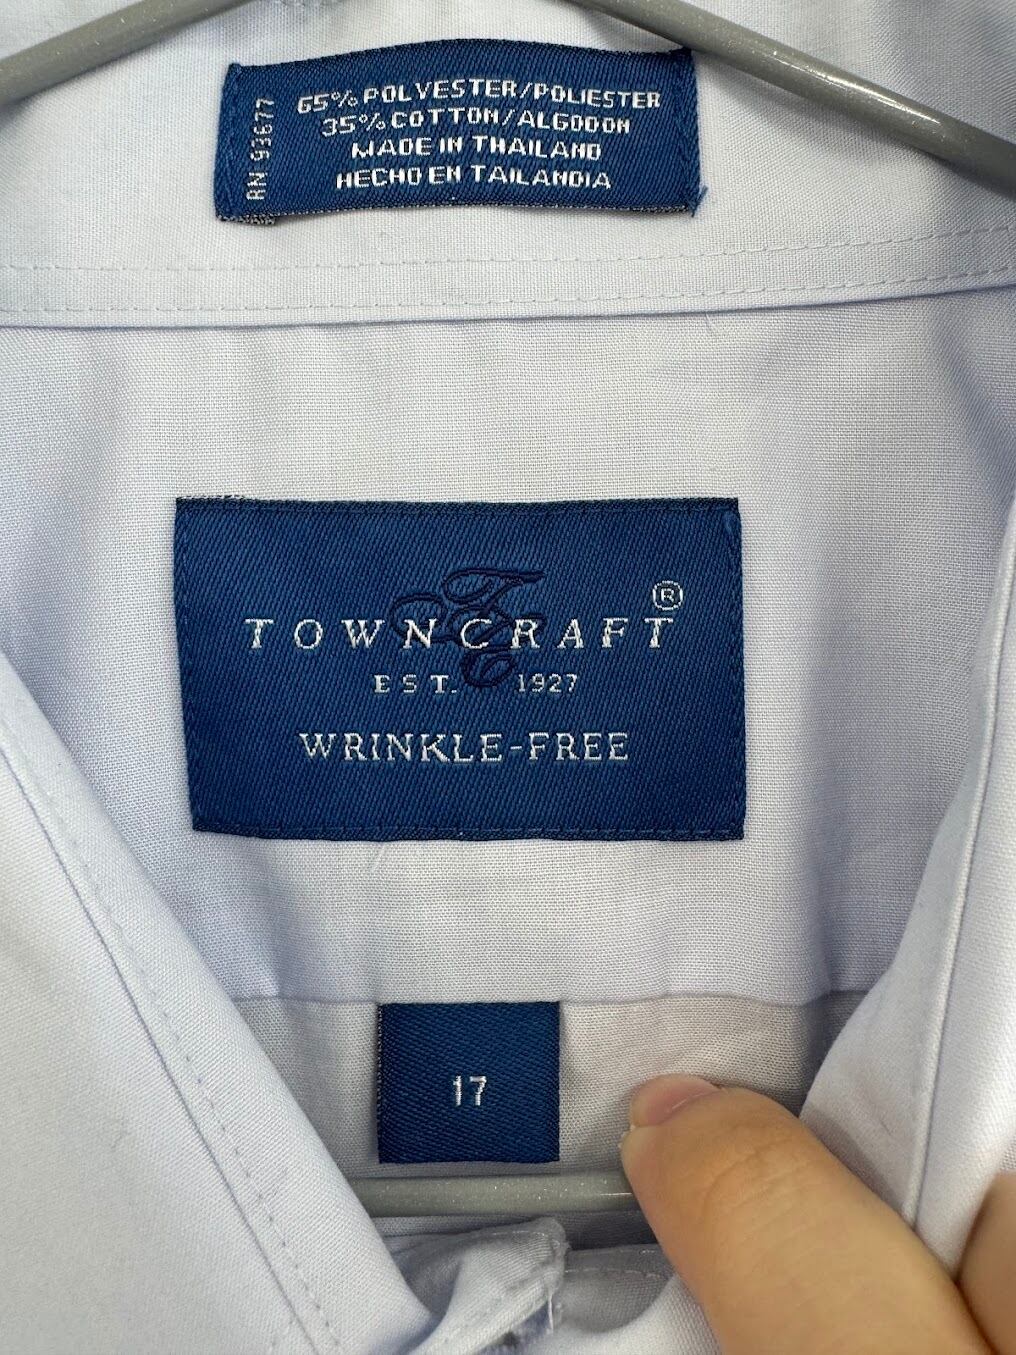 RN 93677
65% POLYESTER/POLIESTER
35% COTTON/ALGODON
MADE IN THAILAND
HECHO EN TAILANDIA
TOWNCRAFT®
EST. 1927
WRINKLE-FREE
17